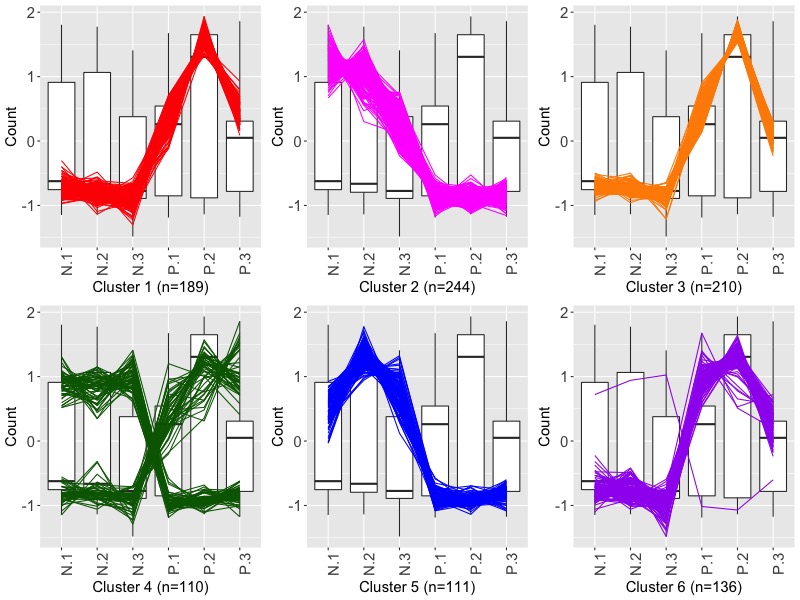 2
1
0
-1
Count
N.1 N.2 N.3 P.1 P.2 P.3
Cluster 1 (n=189)
2
1
0
-1
Count
N.1 N.2 N.3 P.1 P.2 P.3
Cluster 2 (n=244)
2
1
0
-1
Count
N.1 N.2 N.3 P.1 P.2 P.3
Cluster 3 (n=210)
2
1
0
-1
Count
N.1 N.2 N.3 P.1 P.2 P.3
Cluster 4 (n=110)
2
1
0
-1
Count
N.1 N.2 N.3 P.1 P.2 P.3
Cluster 5 (n=111)
2
1
0
-1
Count
N.1 N.2 N.3 P.1 P.2 P.3
Cluster 6 (n=136)